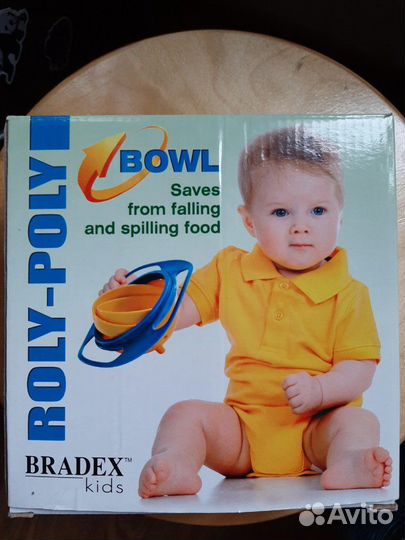 ROLY-POLY
BOWL
Saves
from falling
and spilling food
BRADEX™
kids
Avito